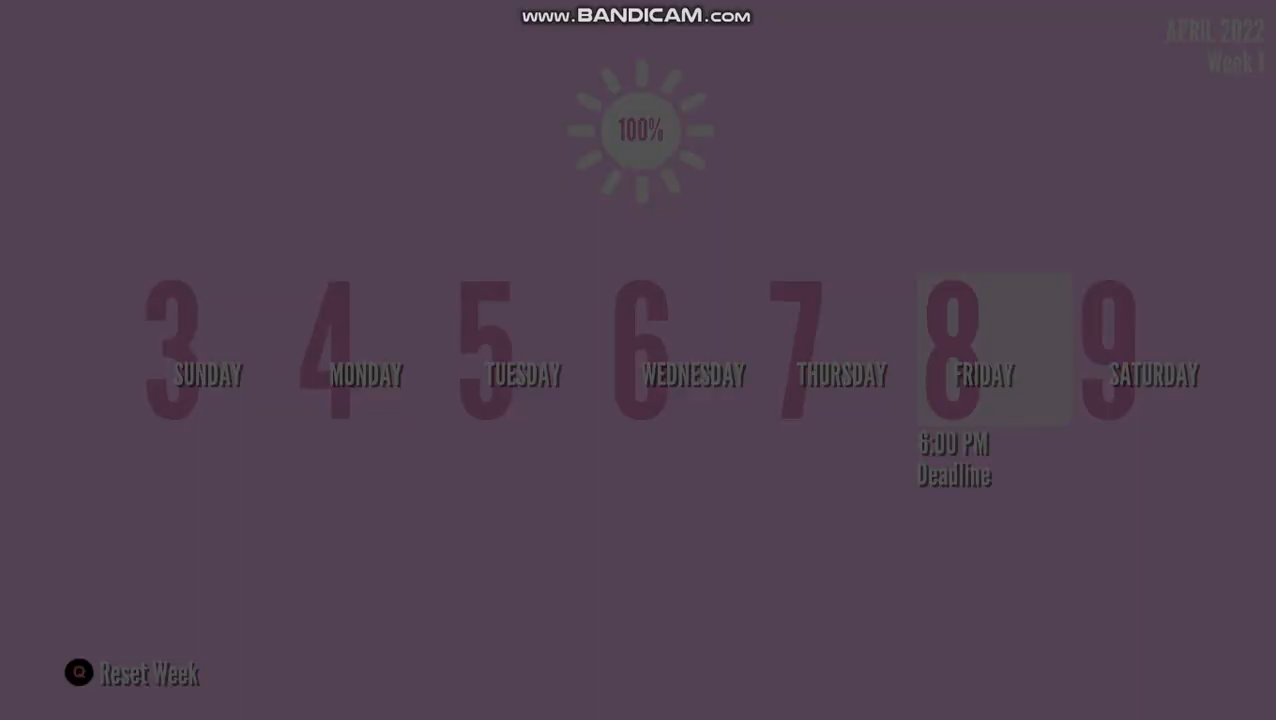 www.BANDICAM.com
APRIL 2022
Week 1
100%
3 SUNDAY
4 MONDAY
5 TUESDAY
6 WEDNESDAY
7 THURSDAY
8 FRIDAY
9 SATURDAY
6:00 PM
Deadline
Q Reset Week